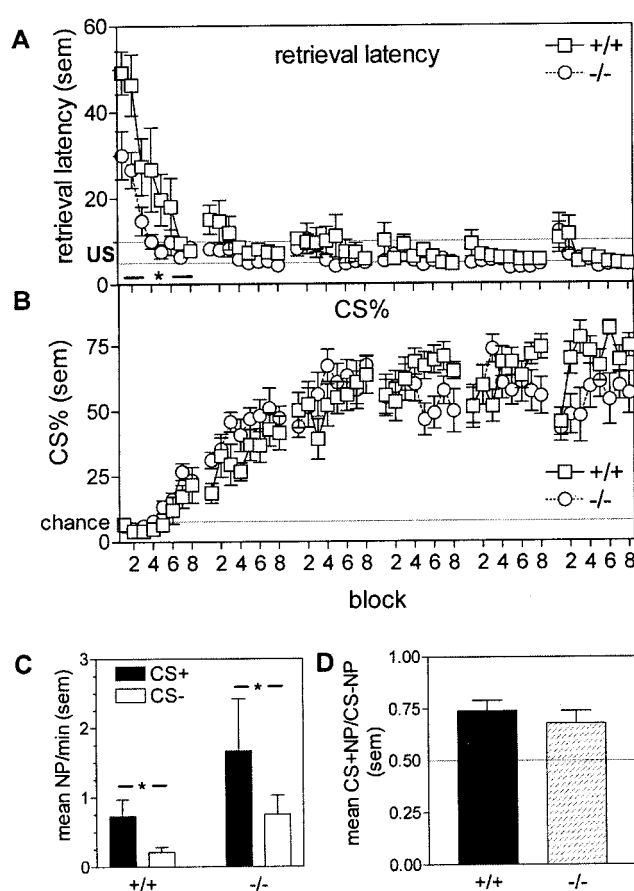 A
retrieval latency
+/+
-/-
retrieval latency (sem)
60
40
20
US
0
*
B
CS%
CS% (sem)
75
50
25
chance
0
+/+
-/-
2 4 6 8 2 4 6 8 2 4 6 8 2 4 6 8 2 4 6 8 2 4 6 8
block
C
CS+
CS-
mean NP/min (sem)
3
2
1
0
*
*
+/+ -/-
D
mean CS+NP/CS-NP
(sem)
1.00
0.75
0.50
0.25
0.00
+/+ -/-